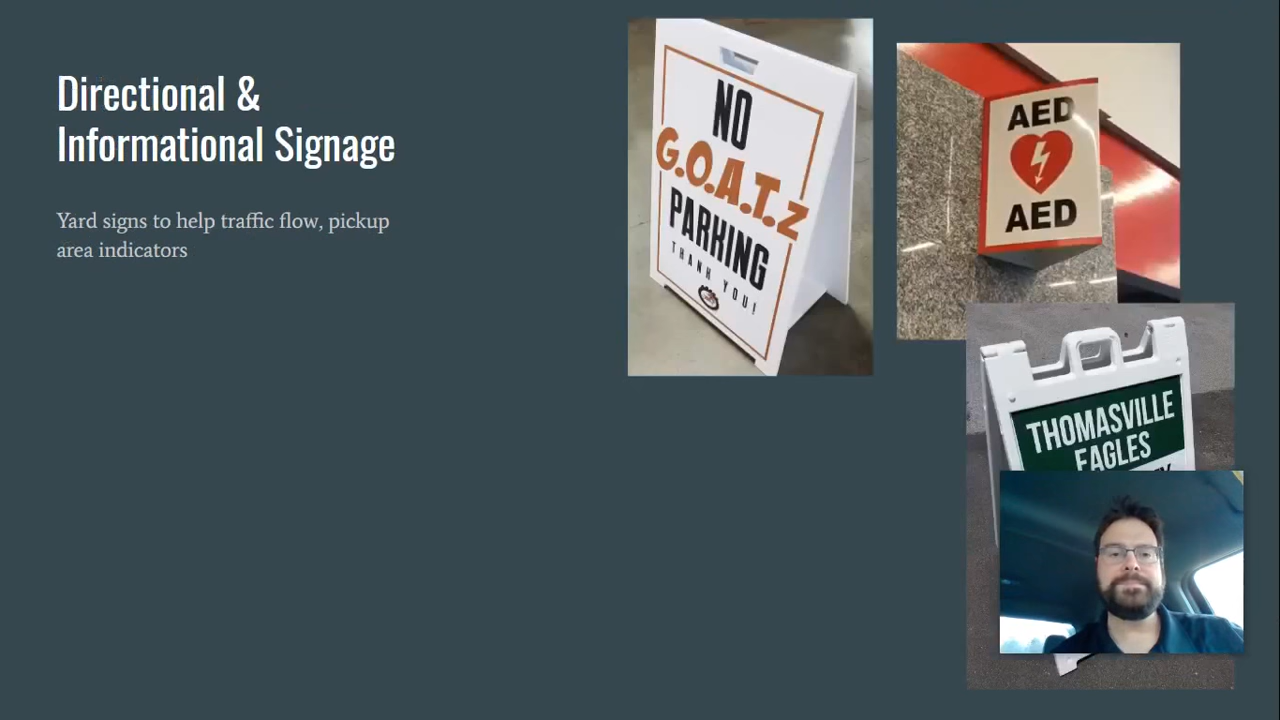 Directional &
Informational Signage
Yard signs to help traffic flow, pickup
area indicators
NO
G.O.A.T.Z
PARKING
THANK YOU!
AED
AED
THOMASVILLE
EAGLES